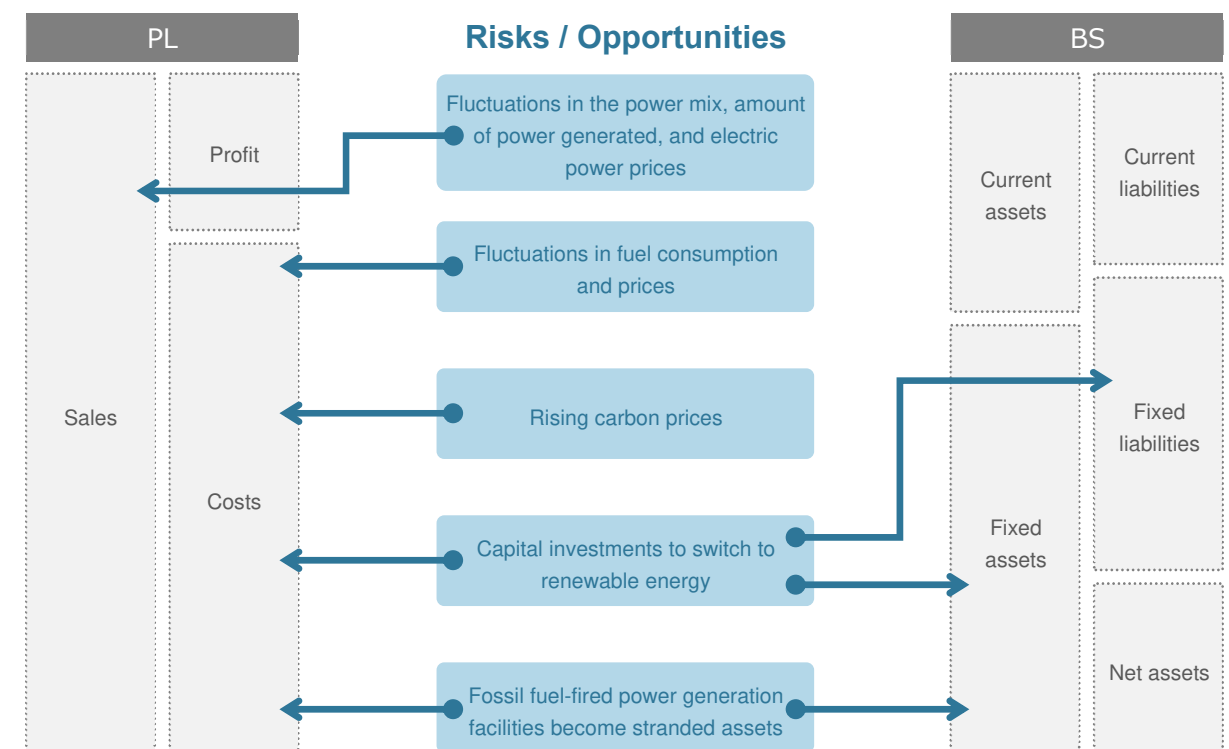 PL
Risks / Opportunities
BS
Sales
Profit
Costs
Fluctuations in the power mix, amount
of power generated, and electric
power prices
Fluctuations in fuel consumption
and prices
Rising carbon prices
Capital investments to switch to
renewable energy
Fossil fuel-fired power generation
facilities become stranded assets
Current
assets
Fixed
assets
Current
liabilities
Fixed
liabilities
Net assets